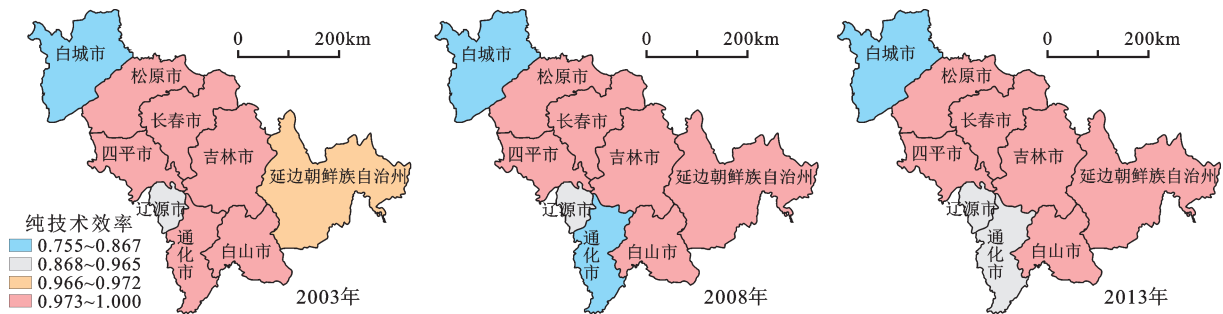 白城市
0
200km
松原市
长春市
四平市
吉林市
延边朝鲜族自治州
辽源市
通化市
白山市
纯技术效率
0.755~0.867
0.868~0.965
0.966~0.972
0.973~1.000
2003年
白城市
0
200km
松原市
长春市
四平市
吉林市
延边朝鲜族自治州
辽源市
通化市
白山市
2008年
白城市
0
200km
松原市
长春市
四平市
吉林市
延边朝鲜族自治州
辽源市
通化市
白山市
2013年